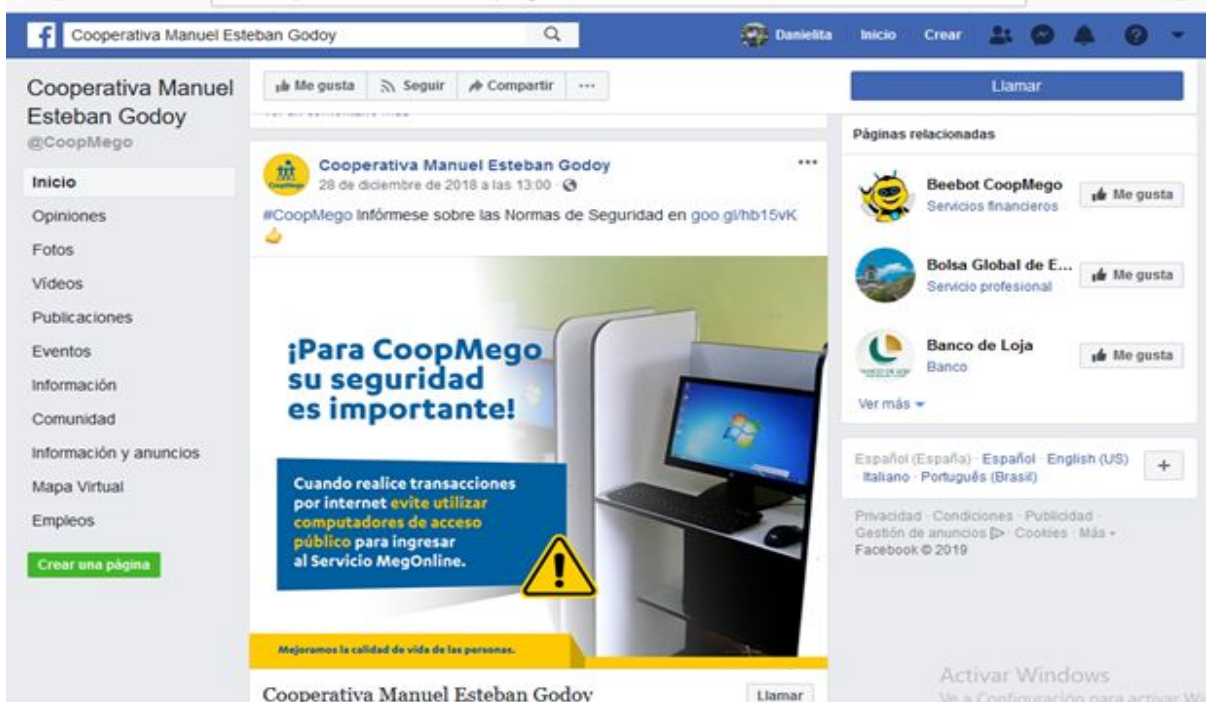 Cooperativa Manuel Esteban Godoy
Danielita Inicio Crear
Cooperativa Manuel
Esteban Godoy
@CoopMego
Inicio
Opiniones
Fotos
Vídeos
Publicaciones
Eventos
Información
Comunidad
Información y anuncios
Mapa Virtual
Empleos
Crear una página
Me gusta Seguir Compartir ...
Cooperativa Manuel Esteban Godoy
28 de diciembre de 2018 a las 13:00 ·
#CoopMego Infórmese sobre las Normas de Seguridad en goo.gl/hb15vK
¡Para CoopMego
su seguridad
es importante!
Cuando realice transacciones
por internet evite utilizar
computadores de acceso
público para ingresar
al Servicio MegOnline.
Mejoramos la calidad de vida de las personas.
Cooperativa Manuel Esteban Godoy
Llamar
Llamar
Páginas relacionadas
Beebot CoopMego
Servicios financieros
Me gusta
Bolsa Global de E...
Servicio profesional
Me gusta
Banco de Loja
Banco
Me gusta
Ver más
Español (España) · Español · English (US)
· Italiano · Português (Brasil)
Privacidad · Condiciones · Publicidad ·
Gestión de anuncios · Cookies · Más
Facebook © 2019
Activar Windows
Ve a Configuración para activar Wi